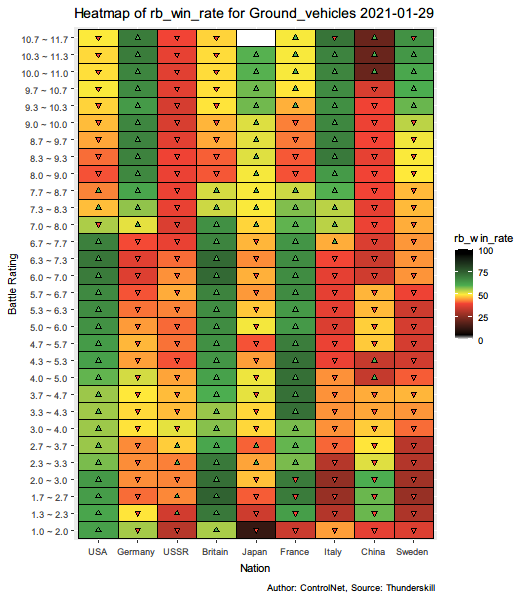 Heatmap of rb_win_rate for Ground_vehicles 2021-01-29
Battle Rating
10.7 ~ 11.7
10.3 ~ 11.3
10.0 ~ 11.0
9.7 ~ 10.7
9.3 ~ 10.3
9.0 ~ 10.0
8.7 ~ 9.7
8.3 ~ 9.3
8.0 ~ 9.0
7.7 ~ 8.7
7.3 ~ 8.3
7.0 ~ 8.0
6.7 ~ 7.7
6.3 ~ 7.3
6.0 ~ 7.0
5.7 ~ 6.7
5.3 ~ 6.3
5.0 ~ 6.0
4.7 ~ 5.7
4.3 ~ 5.3
4.0 ~ 5.0
3.7 ~ 4.7
3.3 ~ 4.3
3.0 ~ 4.0
2.7 ~ 3.7
2.3 ~ 3.3
2.0 ~ 3.0
1.7 ~ 2.7
1.3 ~ 2.3
1.0 ~ 2.0
USA Germany USSR Britain Japan France Italy China Sweden
Nation
rb_win_rate
100
75
50
25
0
Author: ControlNet, Source: Thunderskill